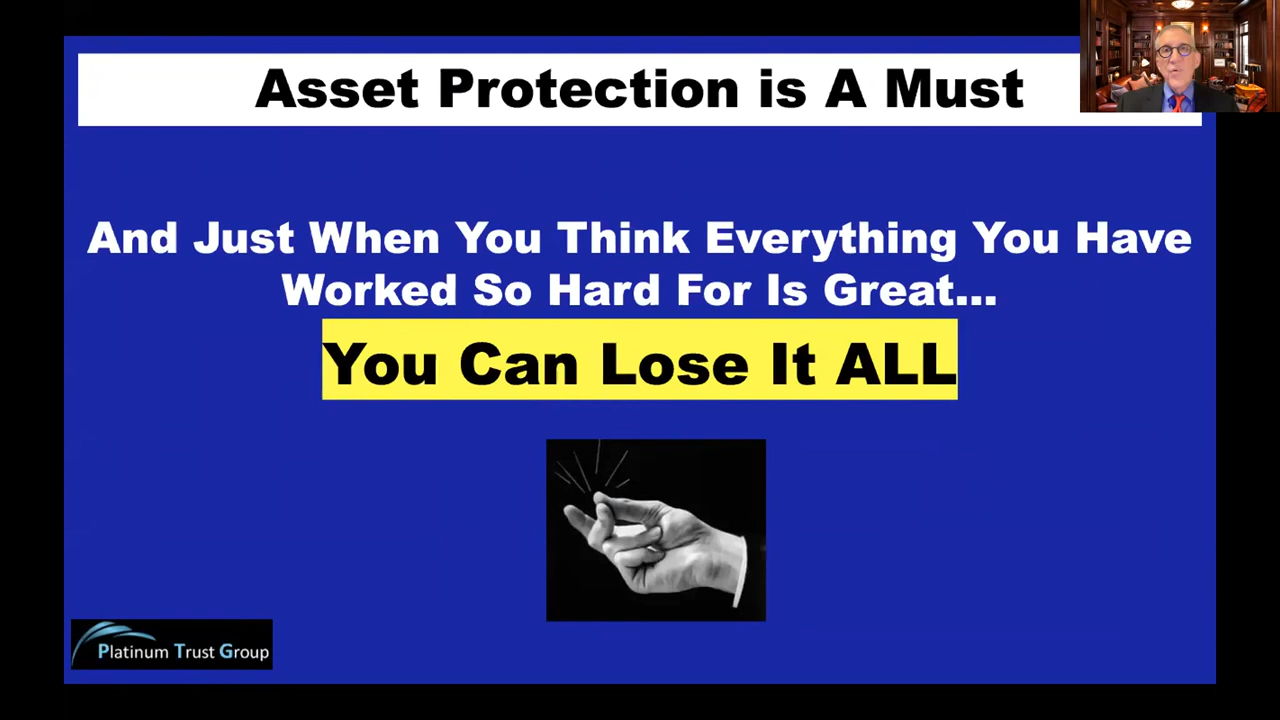 Asset Protection is A Must
And Just When You Think Everything You Have
Worked So Hard For Is Great...
You Can Lose It ALL
Platinum Trust Group